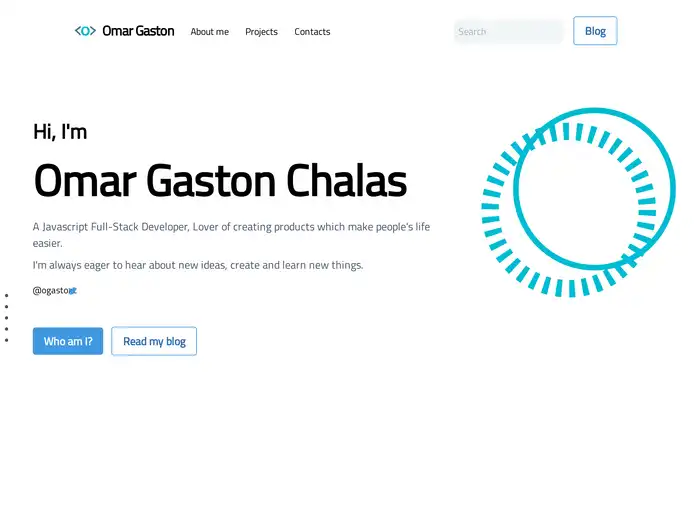 <O> Omar Gaston About me Projects Contacts Search Blog
Hi, I'm
Omar Gaston Chalas
A Javascript Full-Stack Developer, Lover of creating products which make people's life
easier.
I'm always eager to hear about new ideas, create and learn new things.
Who am I? Read my blog